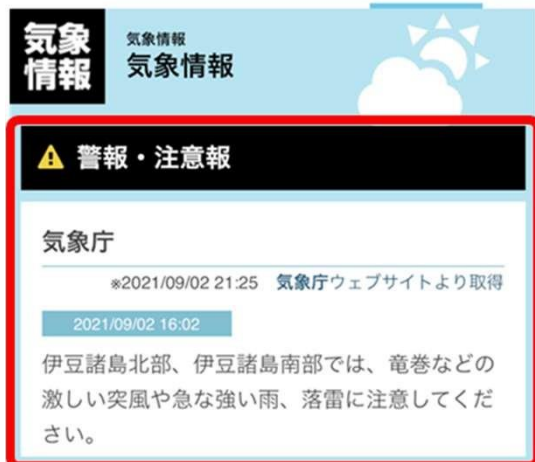 気象
情報
気象情報
気象情報
警報・注意報
気象庁
※2021/09/02 21:25 気象庁ウェブサイトより取得
2021/09/02 16:02
伊豆諸島北部、伊豆諸島南部では、竜巻などの
激しい突風や急な強い雨、落雷に注意してくだ
さい。